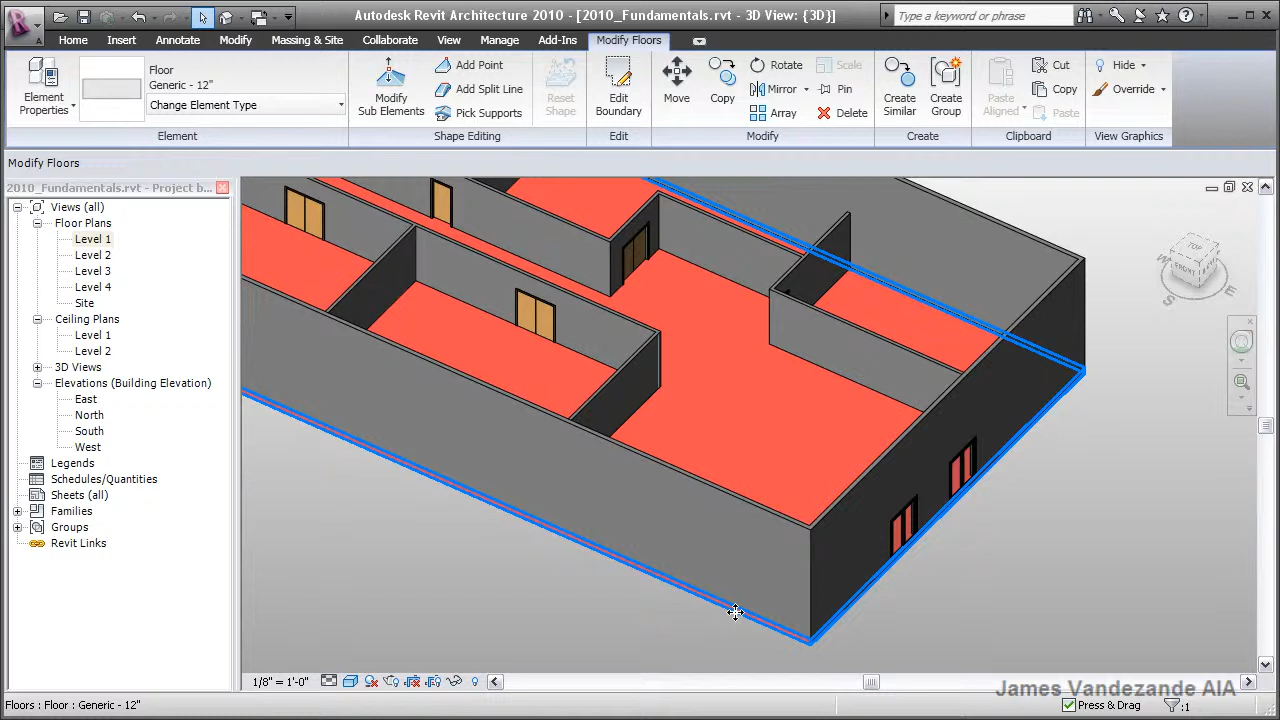 Autodesk Revit Architecture 2010 - [2010_Fundamentals.rvt - 3D View: {3D}]
Type a keyword or phrase
Home Insert Annotate Modify Massing & Site Collaborate View Manage Add-Ins Modify Floors
Element
Properties
Floor
Generic - 12"
Change Element Type
Modify
Sub Elements
Add Point
Add Split Line
Pick Supports
Reset
Shape
Edit
Boundary
Move
Copy
Rotate
Mirror
Array
Scale
Pin
Delete
Create
Similar
Create
Group
Paste
Aligned
Cut
Copy
Paste
Hide
Override
Element Shape Editing Edit Modify Create Clipboard View Graphics
Modify Floors
2010_Fundamentals.rvt - Project b...
Views (all)
Floor Plans
Level 1
Level 2
Level 3
Level 4
Site
Ceiling Plans
Level 1
Level 2
3D Views
Elevations (Building Elevation)
East
North
South
West
Legends
Schedules/Quantities
Sheets (all)
Families
Groups
Revit Links
TOP
FRONT
W
S
E
1/8" = 1'-0"
James Vandezande AIA
Floors : Floor : Generic - 12"
Press & Drag
:1